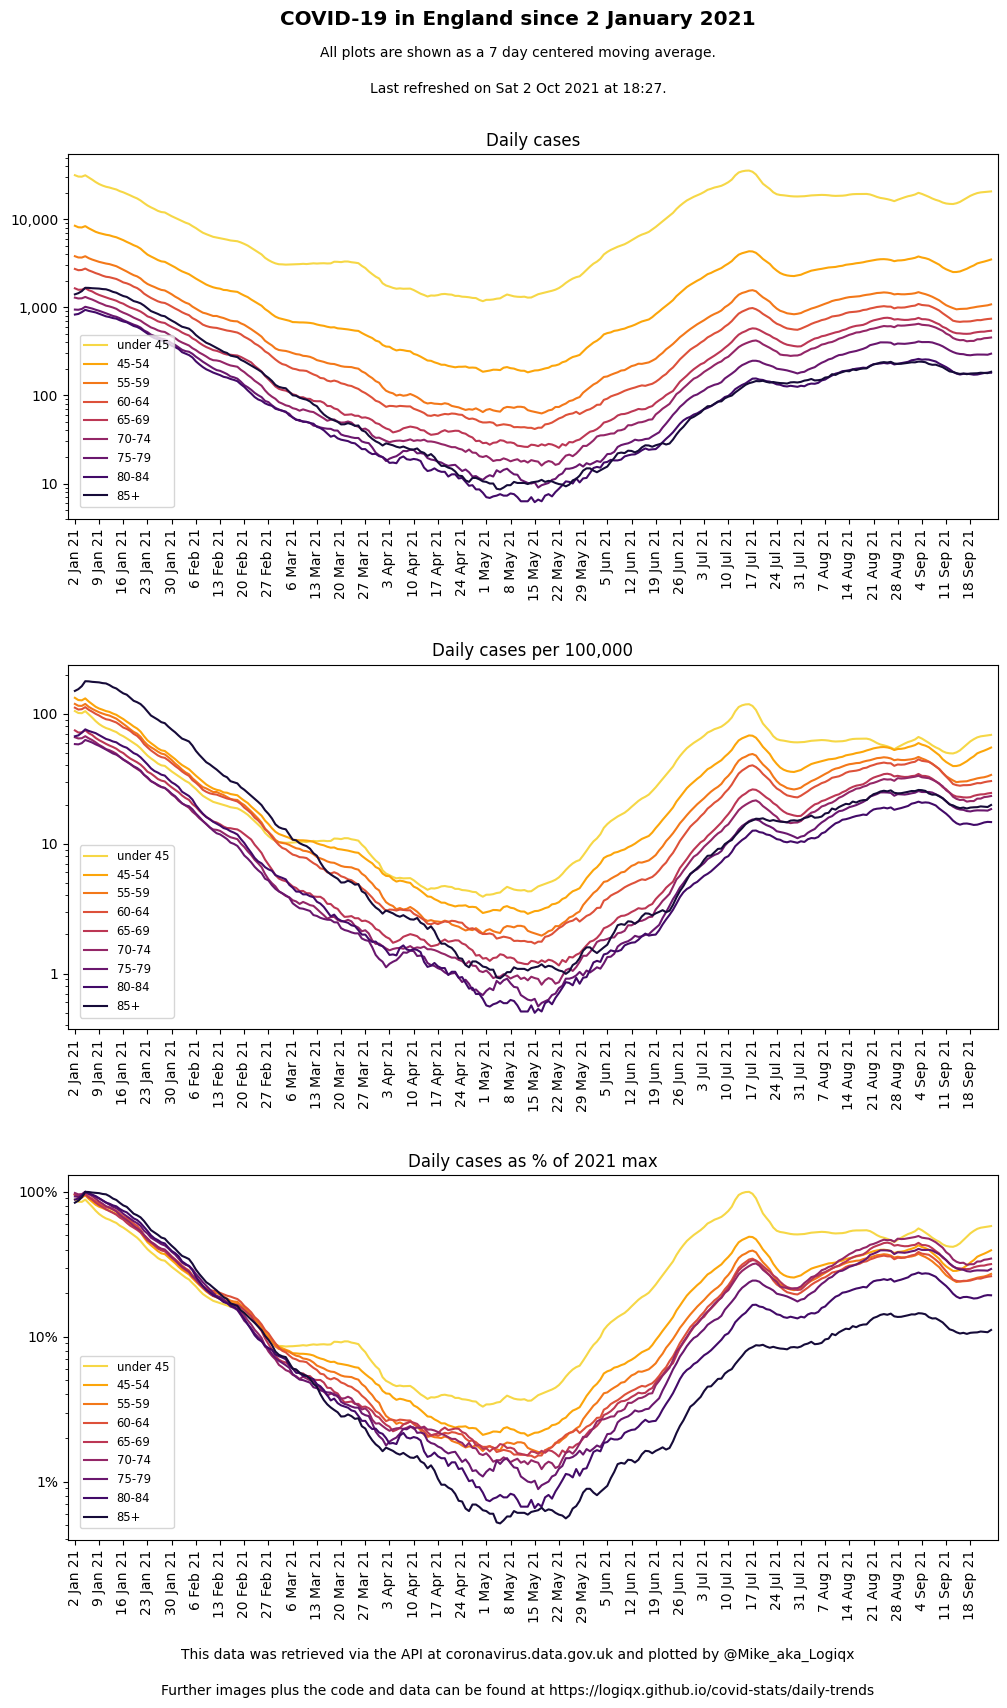 COVID-19 in England since 2 January 2021
All plots are shown as a 7 day centered moving average.
Last refreshed on Sat 2 Oct 2021 at 18:27.
Daily cases
10,000
1,000
100
10
under 45
45-54
55-59
60-64
65-69
70-74
75-79
80-84
85+
2 Jan 21
9 Jan 21
16 Jan 21
23 Jan 21
30 Jan 21
6 Feb 21
13 Feb 21
20 Feb 21
27 Feb 21
6 Mar 21
13 Mar 21
20 Mar 21
27 Mar 21
3 Apr 21
10 Apr 21
17 Apr 21
24 Apr 21
1 May 21
8 May 21
15 May 21
22 May 21
29 May 21
5 Jun 21
12 Jun 21
19 Jun 21
26 Jun 21
3 Jul 21
10 Jul 21
17 Jul 21
24 Jul 21
31 Jul 21
7 Aug 21
14 Aug 21
21 Aug 21
28 Aug 21
4 Sep 21
11 Sep 21
18 Sep 21
Daily cases per 100,000
100
10
1
under 45
45-54
55-59
60-64
65-69
70-74
75-79
80-84
85+
2 Jan 21
9 Jan 21
16 Jan 21
23 Jan 21
30 Jan 21
6 Feb 21
13 Feb 21
20 Feb 21
27 Feb 21
6 Mar 21
13 Mar 21
20 Mar 21
27 Mar 21
3 Apr 21
10 Apr 21
17 Apr 21
24 Apr 21
1 May 21
8 May 21
15 May 21
22 May 21
29 May 21
5 Jun 21
12 Jun 21
19 Jun 21
26 Jun 21
3 Jul 21
10 Jul 21
17 Jul 21
24 Jul 21
31 Jul 21
7 Aug 21
14 Aug 21
21 Aug 21
28 Aug 21
4 Sep 21
11 Sep 21
18 Sep 21
Daily cases as % of 2021 max
100%
10%
1%
under 45
45-54
55-59
60-64
65-69
70-74
75-79
80-84
85+
2 Jan 21
9 Jan 21
16 Jan 21
23 Jan 21
30 Jan 21
6 Feb 21
13 Feb 21
20 Feb 21
27 Feb 21
6 Mar 21
13 Mar 21
20 Mar 21
27 Mar 21
3 Apr 21
10 Apr 21
17 Apr 21
24 Apr 21
1 May 21
8 May 21
15 May 21
22 May 21
29 May 21
5 Jun 21
12 Jun 21
19 Jun 21
26 Jun 21
3 Jul 21
10 Jul 21
17 Jul 21
24 Jul 21
31 Jul 21
7 Aug 21
14 Aug 21
21 Aug 21
28 Aug 21
4 Sep 21
11 Sep 21
18 Sep 21
This data was retrieved via the API at coronavirus.data.gov.uk and plotted by @Mike_aka_Logiqx
Further images plus the code and data can be found at https://logiqx.github.io/covid-stats/daily-trends